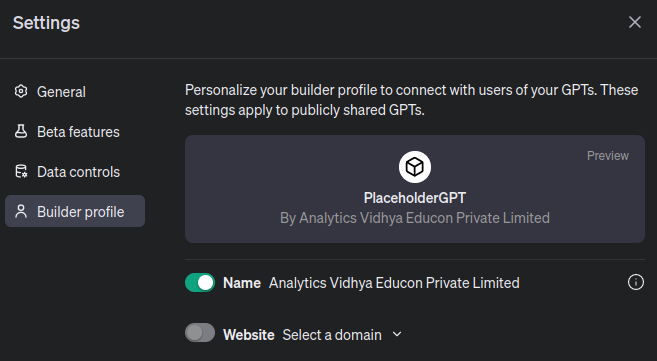 Settings
General
Beta features
Data controls
Builder profile
Personalize your builder profile to connect with users of your GPTs. These
settings apply to publicly shared GPTs.
Preview
PlaceholderGPT
By Analytics Vidhya Educon Private Limited
Name Analytics Vidhya Educon Private Limited
Website Select a domain